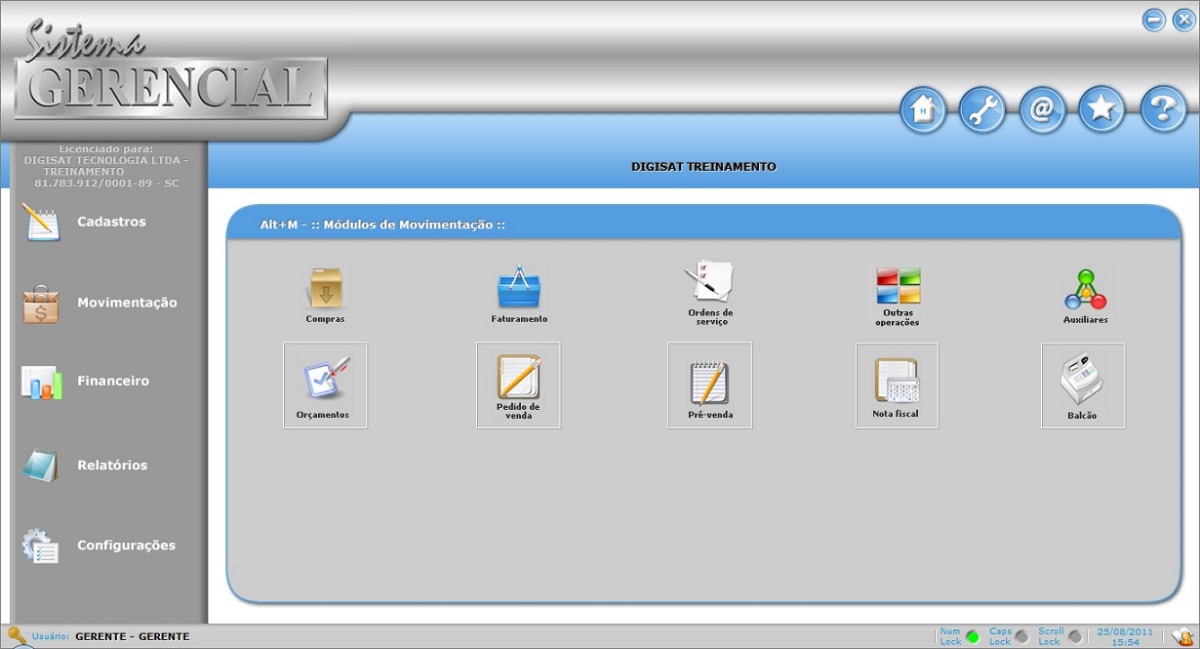 Sistema
GERENCIAL
Licenciado para:
DIGISAT TECNOLOGIA LTDA -
TREINAMENTO
81.783.912/0001-89 - SC
DIGISAT TREINAMENTO
Cadastros
Movimentação
Financeiro
Relatórios
Configurações
Alt+M - :: Módulos de Movimentação ::
Compras
Faturamento
Ordens de
serviço
Outras
operações
Auxiliares
Orçamentos
Pedido de
venda
Pré-venda
Nota fiscal
Balcão
Usuário: GERENTE - GERENTE
Num
Lock
Caps
Lock
Scroll
Lock
25/08/2011
15:54